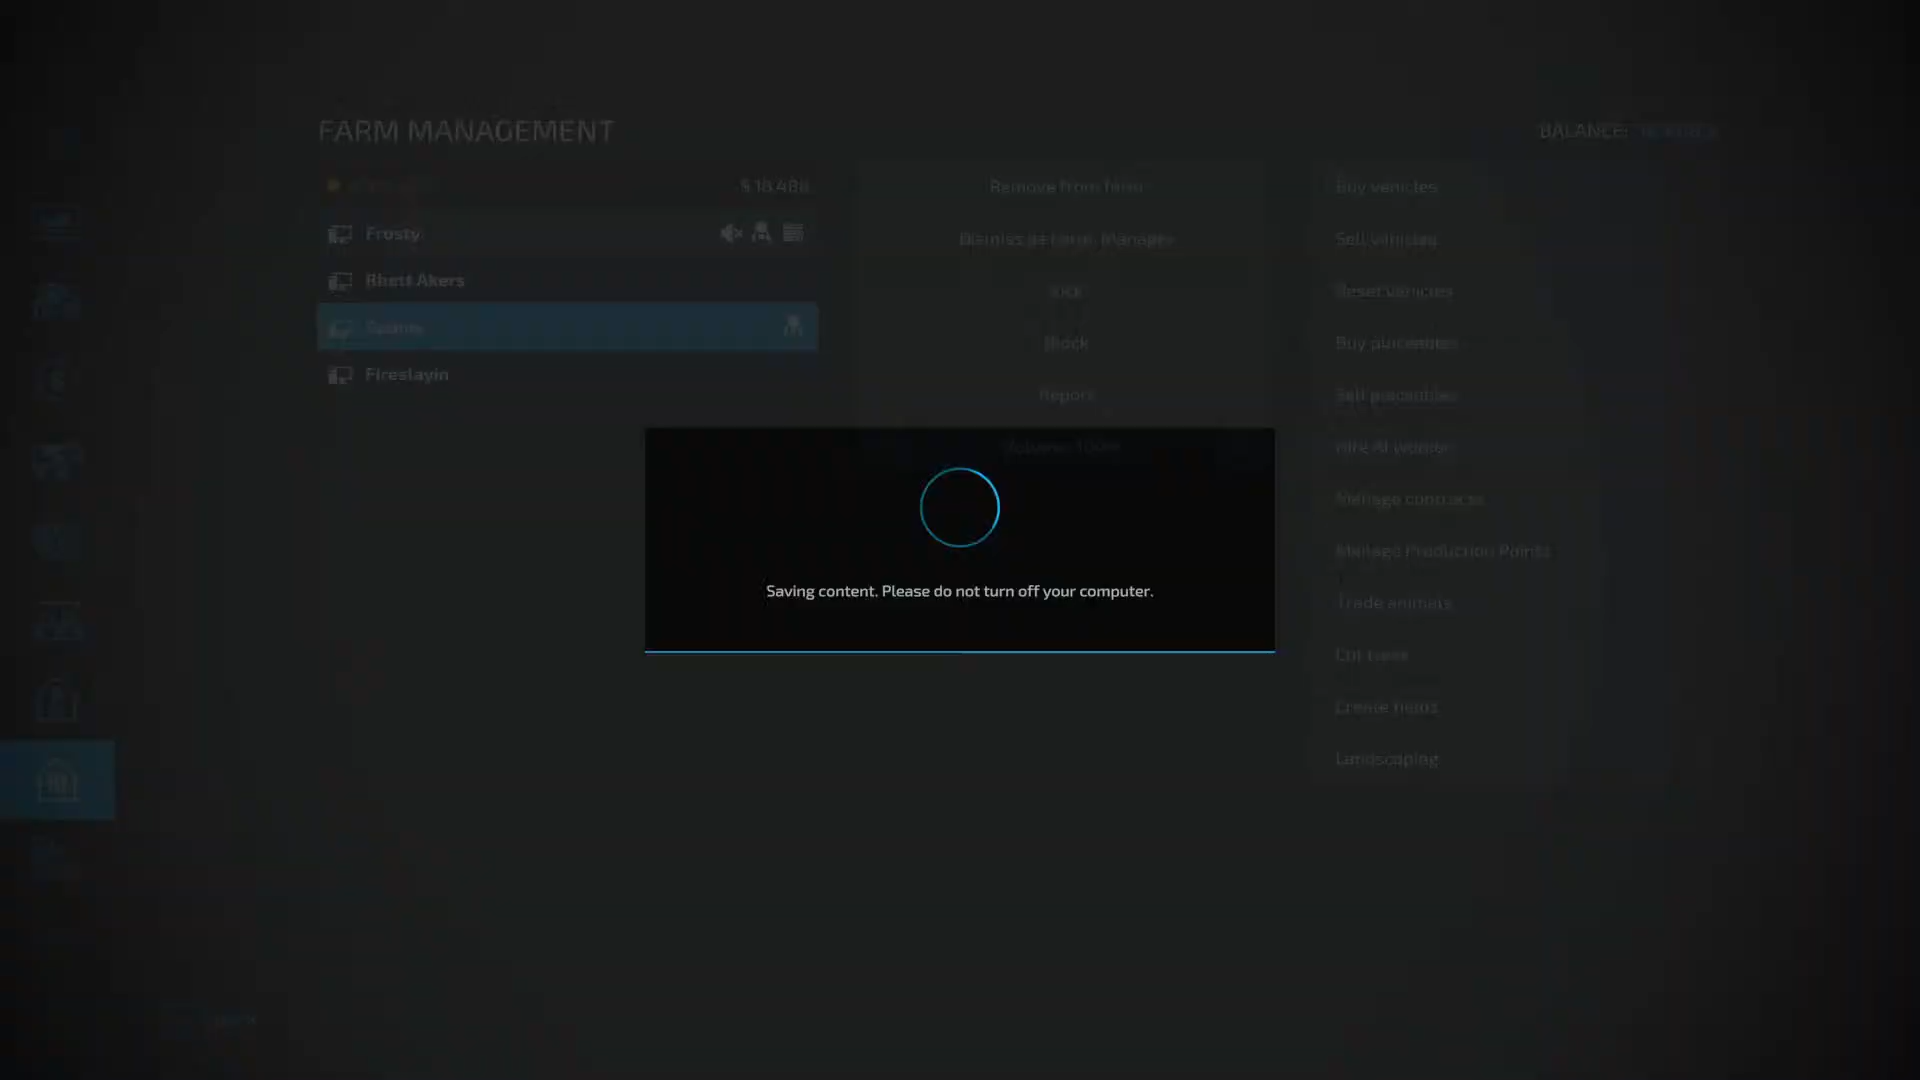 FARM MANAGEMENT
BALANCE:
Frosty
Rhett Akers
Fireslayin
Remove from farm
Dismiss as Farm Manager
Kick
Block
Report
Buy vehicles
Sell vehicles
Reset vehicles
Buy placeables
Sell placeables
Hire AI worker
Manage contracts
Manage Production Points
Trade animals
Cut trees
Create fields
Landscaping
Saving content. Please do not turn off your computer.